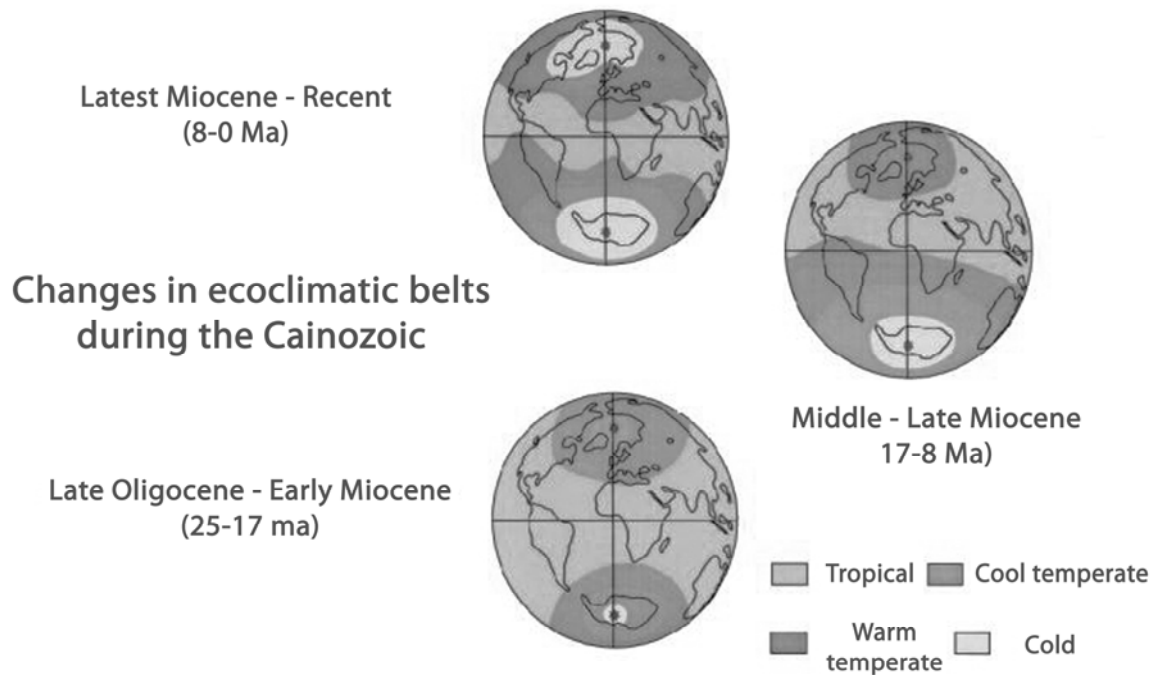 Latest Miocene - Recent
(8-0 Ma)
Changes in ecoclimatic belts
during the Cainozoic
Middle - Late Miocene
17-8 Ma)
Late Oligocene - Early Miocene
(25-17 ma)
Tropical
Cool temperate
Warm
temperate
Cold